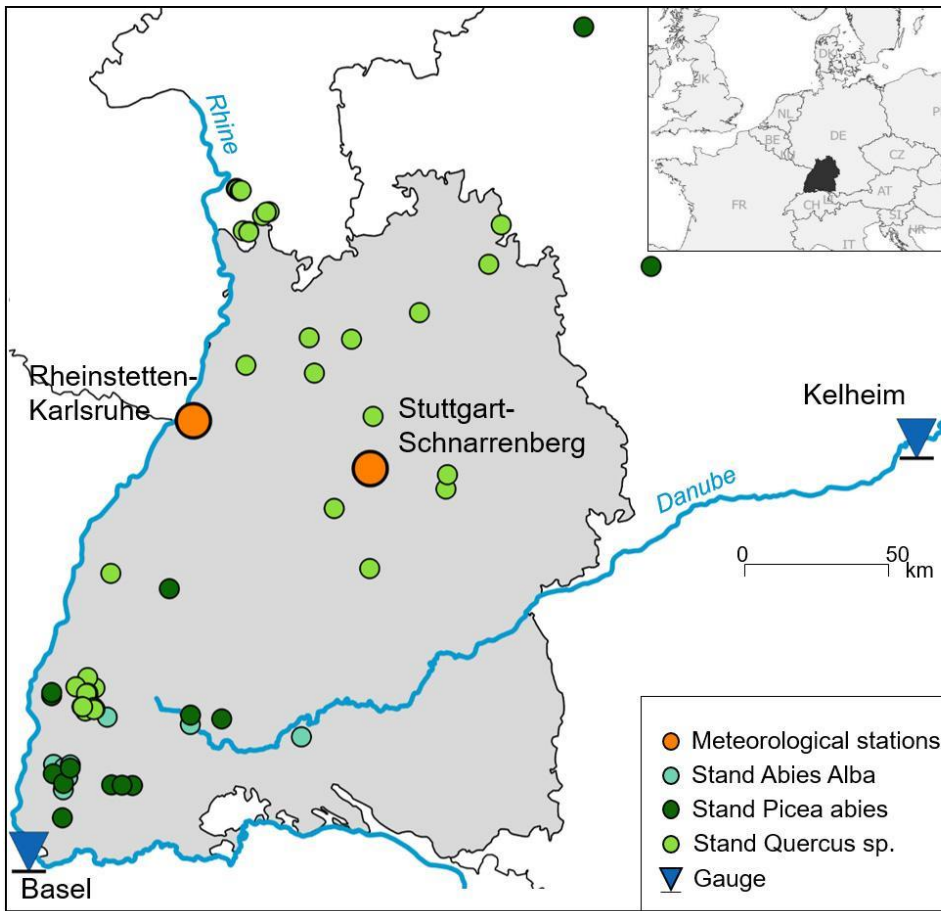 Rhine
DK
UK
NL
DE
BE
CZ
FR
AT
CH
SI
HR
IT
P
Rheinstetten-
Karlsruhe
Stuttgart-
Schnarrenberg
Kelheim
Danube
0 50
km
Basel
Meteorological stations
Stand Abies Alba
Stand Picea abies
Stand Quercus sp.
Gauge